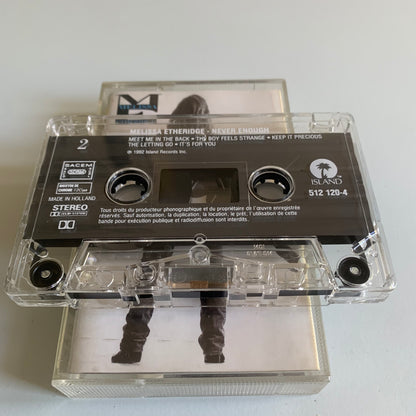 MELISSA
MELISSA ETHERIDGE - NEVER ENOUGH
MEET ME IN THE BACK • THE BOY FEELS STRANGE • KEEP IT PRECIOUS
THE LETTING GO • IT'S FOR YOU
℗ 1992 Island Records Inc.
2
SACEM
MADE IN HOLLAND
STEREO
ISLAND
512 120-4
Tous droits du producteur phonographique et du propriétaire de l'œuvre enregistrée
réservés. Sauf autorisation, la duplication, la location, le prêt, l'utilisation de cette
bande pour exécution publique et radiodiffusion sont interdits.